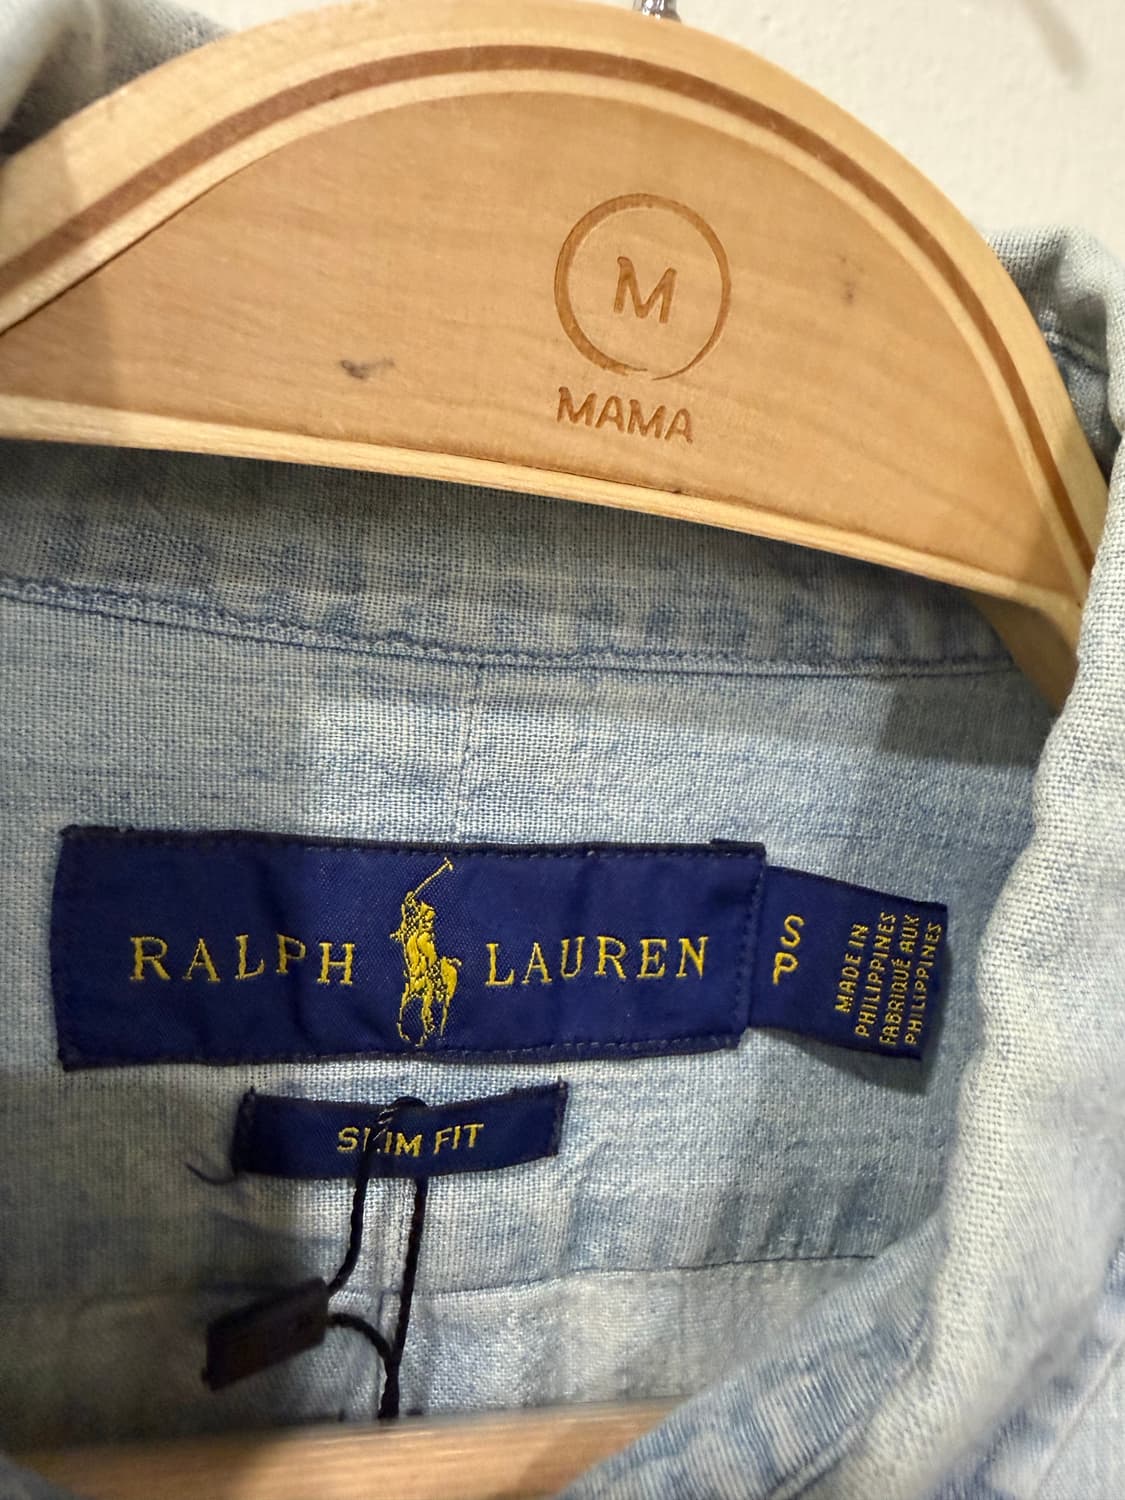 M
MAMA
RALPH LAUREN
S
P
MADE IN
PHILIPPINES
FABRIQUÉ AUX
PHILIPPINES
SLIM FIT